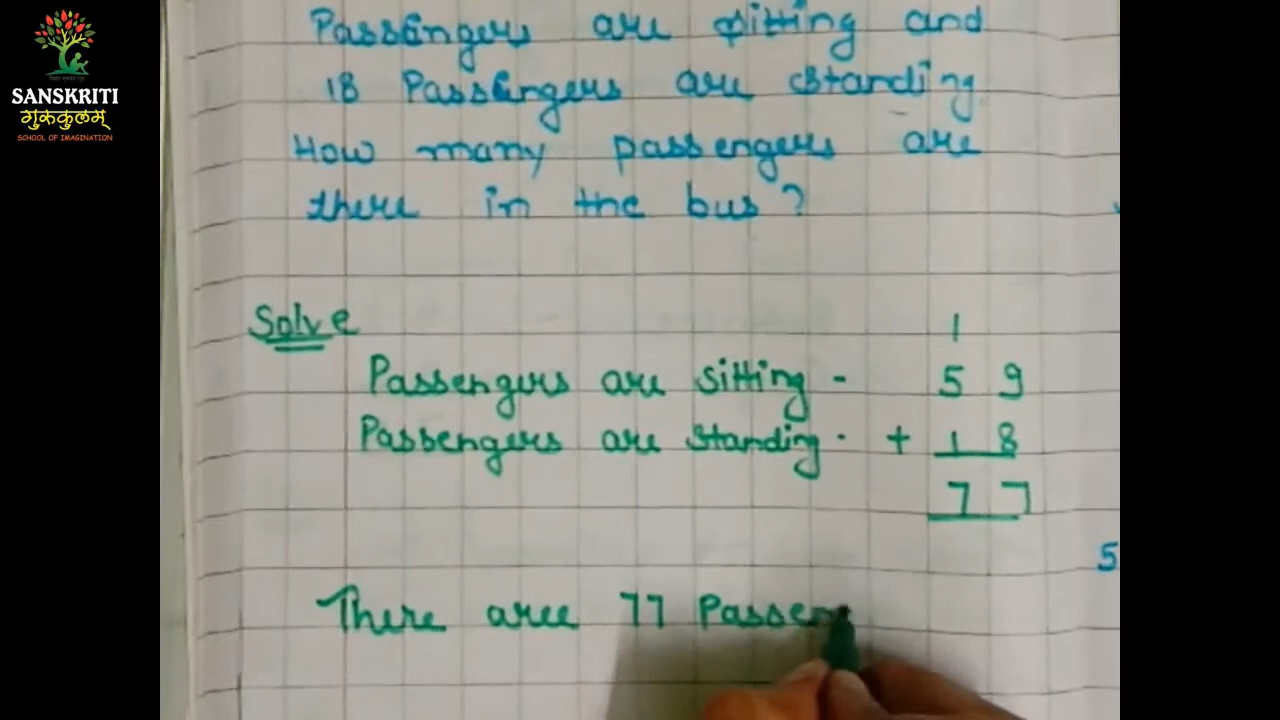 SANSKRITI
गुरुकुलम्
SCHOOL OF IMAGINATION
Passengers are sitting and
18 Passengers are standing
How many passengers are
there in the bus?
Solve
1
Passengers are sitting - 5 9
Passengers are standing - + 1 8
7 7
5
There are 77 Passen